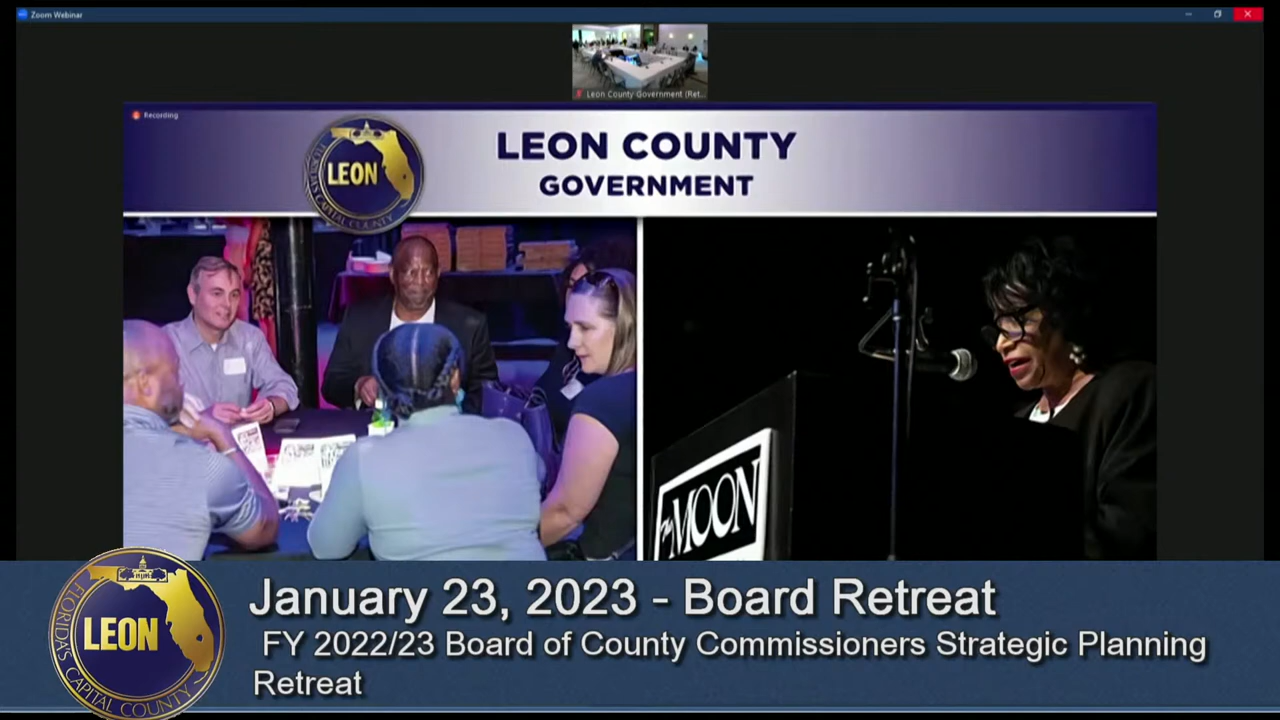 Zoom Webinar
Leon County Government (Ret...
Recording
LEON COUNTY
GOVERNMENT
LEON
FLORIDA'S CAPITAL COUNTY
the MOON
January 23, 2023 - Board Retreat
FY 2022/23 Board of County Commissioners Strategic Planning
Retreat
LEON
FLORIDA'S CAPITAL COUNTY